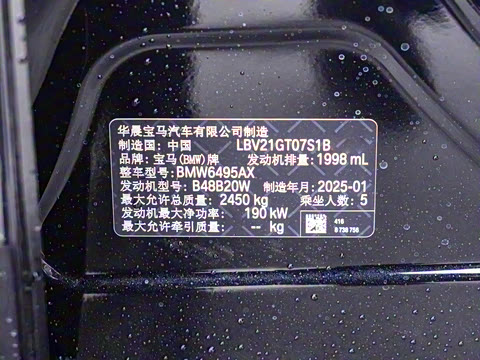 华晨宝马汽车有限公司制造
制造国: 中国 LBV21GT07S1B
品牌: 宝马(BMW)牌 发动机排量: 1998 mL
整车型号: BMW6495AX
发动机型号: B48B20W 制造年月: 2025-01
最大允许总质量: 2450 kg 乘坐人数: 5
发动机最大净功率: 190 kW
最大允许牵引质量: -- kg
416
8 738 756